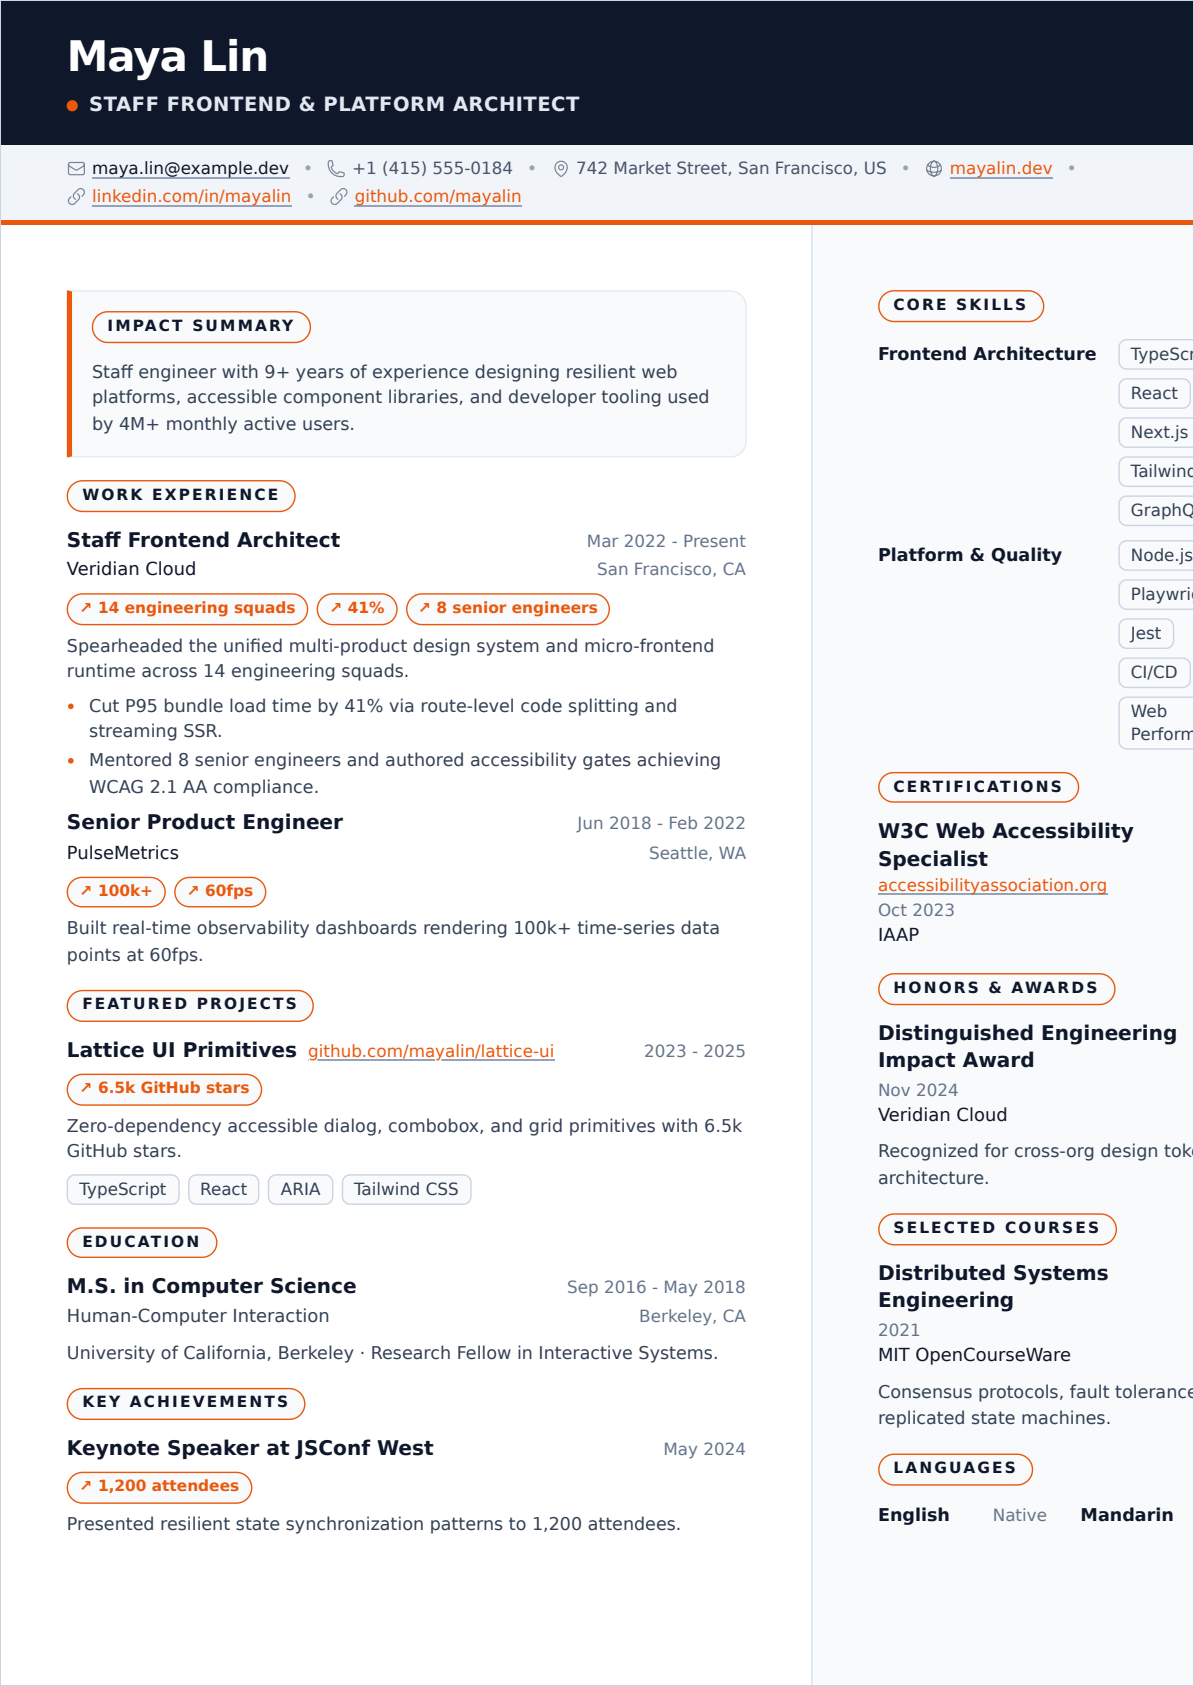 Maya Lin
STAFF FRONTEND & PLATFORM ARCHITECT
maya.lin@example.dev • +1 (415) 555-0184 • 742 Market Street, San Francisco, US • mayalin.dev •
linkedin.com/in/mayalin • github.com/mayalin
IMPACT SUMMARY
Staff engineer with 9+ years of experience designing resilient web
platforms, accessible component libraries, and developer tooling used
by 4M+ monthly active users.
WORK EXPERIENCE
Staff Frontend Architect Mar 2022 - Present
Veridian Cloud San Francisco, CA
↗ 14 engineering squads ↗ 41% ↗ 8 senior engineers
Spearheaded the unified multi-product design system and micro-frontend
runtime across 14 engineering squads.
• Cut P95 bundle load time by 41% via route-level code splitting and
streaming SSR.
• Mentored 8 senior engineers and authored accessibility gates achieving
WCAG 2.1 AA compliance.
Senior Product Engineer Jun 2018 - Feb 2022
PulseMetrics Seattle, WA
↗ 100k+ ↗ 60fps
Built real-time observability dashboards rendering 100k+ time-series data
points at 60fps.
FEATURED PROJECTS
Lattice UI Primitives github.com/mayalin/lattice-ui 2023 - 2025
↗ 6.5k GitHub stars
Zero-dependency accessible dialog, combobox, and grid primitives with 6.5k
GitHub stars.
TypeScript React ARIA Tailwind CSS
EDUCATION
M.S. in Computer Science Sep 2016 - May 2018
Human-Computer Interaction Berkeley, CA
University of California, Berkeley · Research Fellow in Interactive Systems.
KEY ACHIEVEMENTS
Keynote Speaker at JSConf West May 2024
↗ 1,200 attendees
Presented resilient state synchronization patterns to 1,200 attendees.
CORE SKILLS
Frontend Architecture
React
Next.js
Tailwind
Platform & Quality Node.js
Jest
CI/CD
Web
CERTIFICATIONS
W3C Web Accessibility
Specialist
accessibilityassociation.org
Oct 2023
IAAP
HONORS & AWARDS
Distinguished Engineering
Impact Award
Nov 2024
Veridian Cloud
Recognized for cross-org design
architecture.
SELECTED COURSES
Distributed Systems
Engineering
2021
MIT OpenCourseWare
Consensus protocols, fault tolerance
replicated state machines.
LANGUAGES
English Native Mandarin